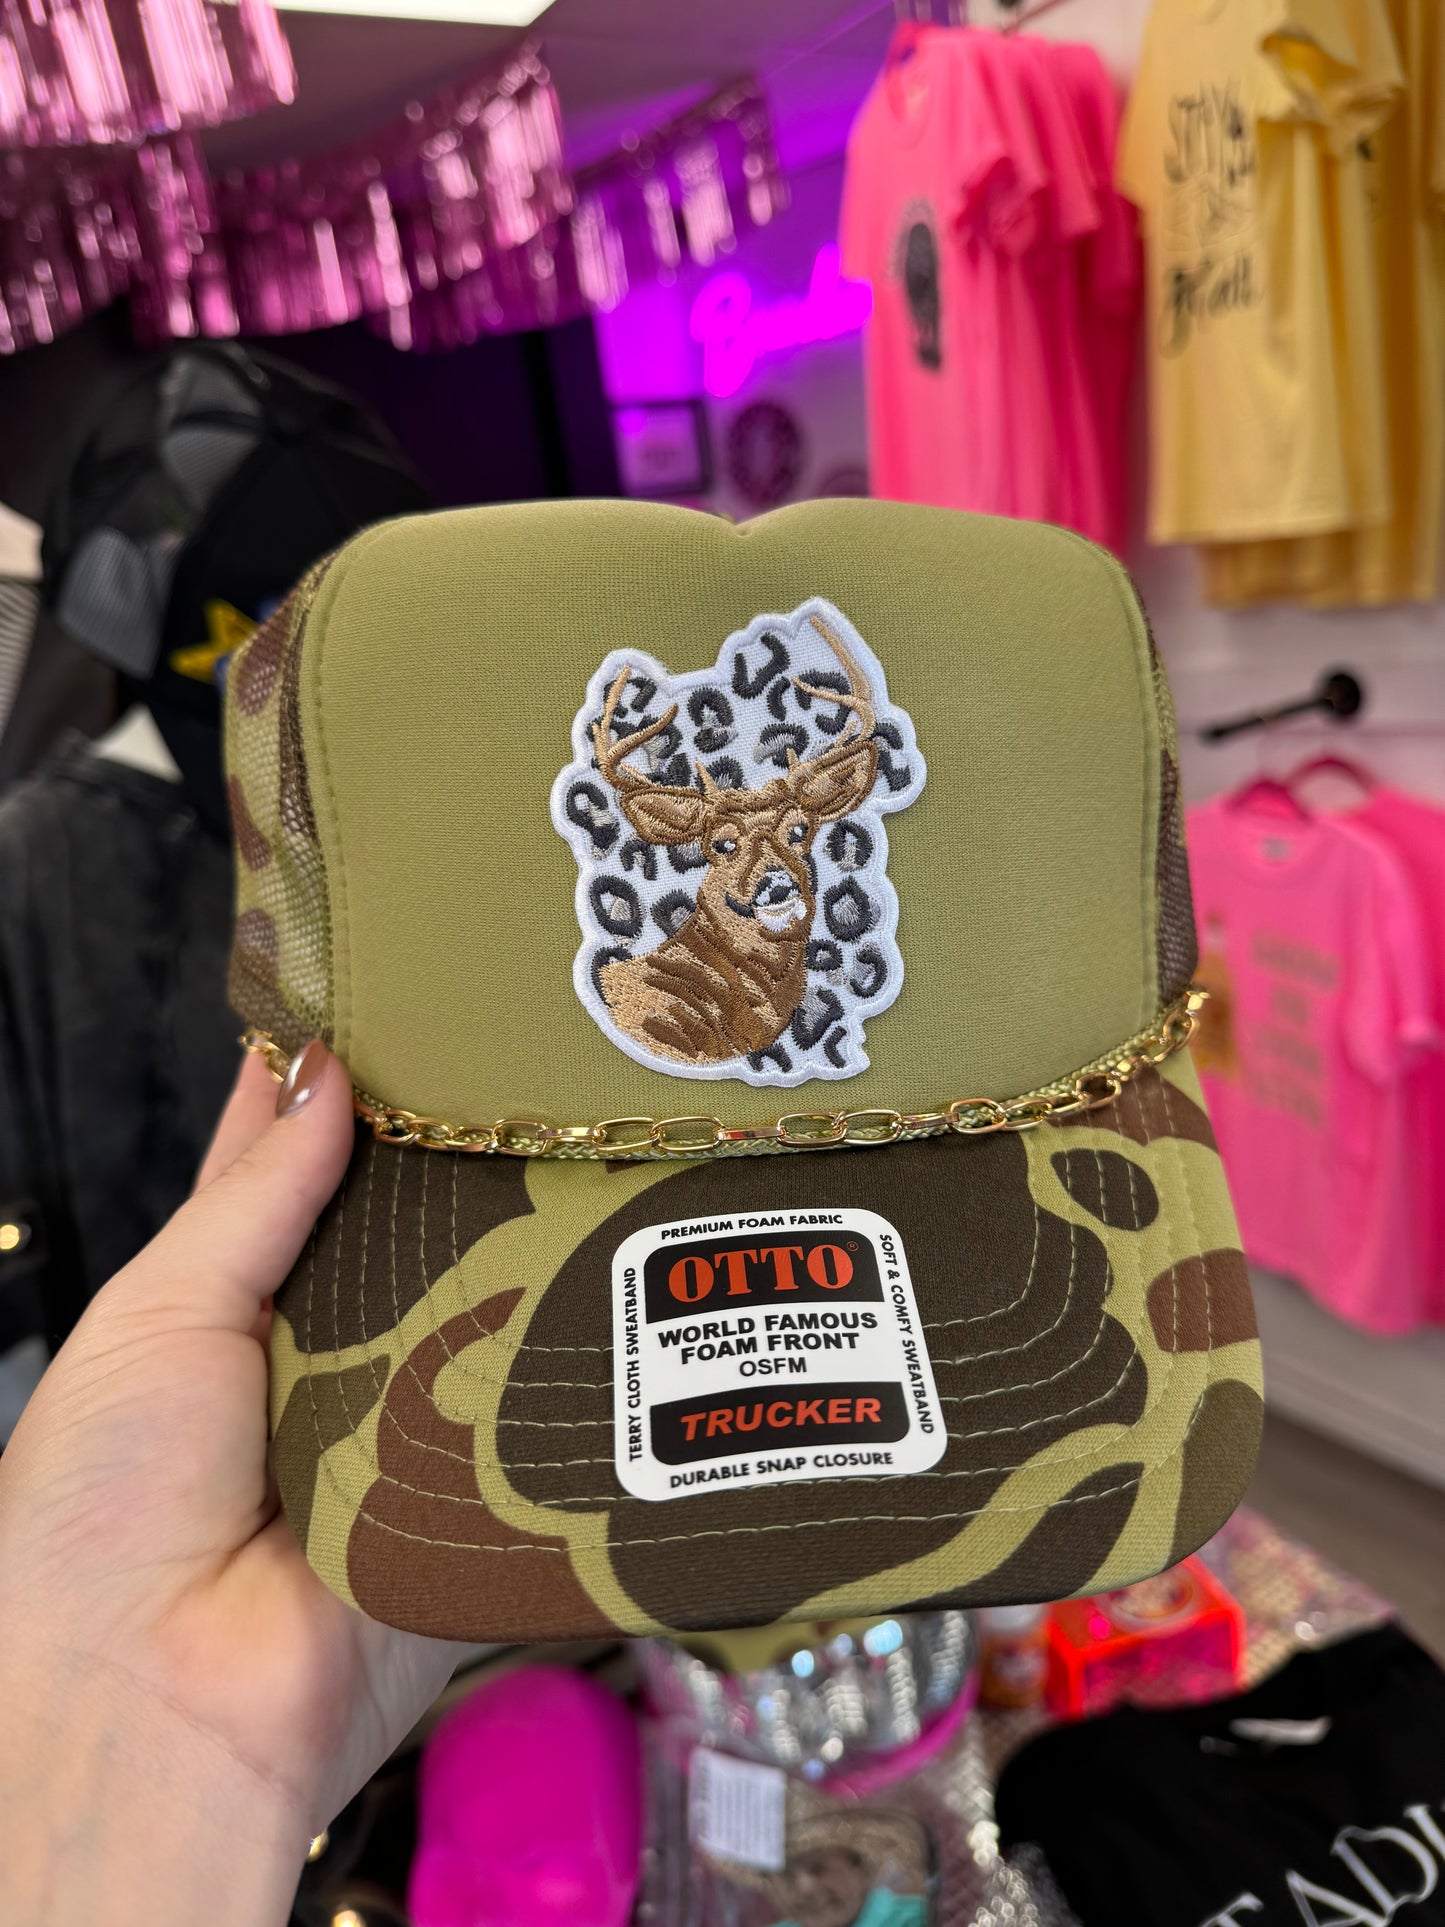 STAY
PREMIUM FOAM FABRIC
OTTO®
WORLD FAMOUS
FOAM FRONT
OSFM
TRUCKER
DURABLE SNAP CLOSURE
TERRY CLOTH SWEATBAND
SOFT & COMFY SWEATBAND